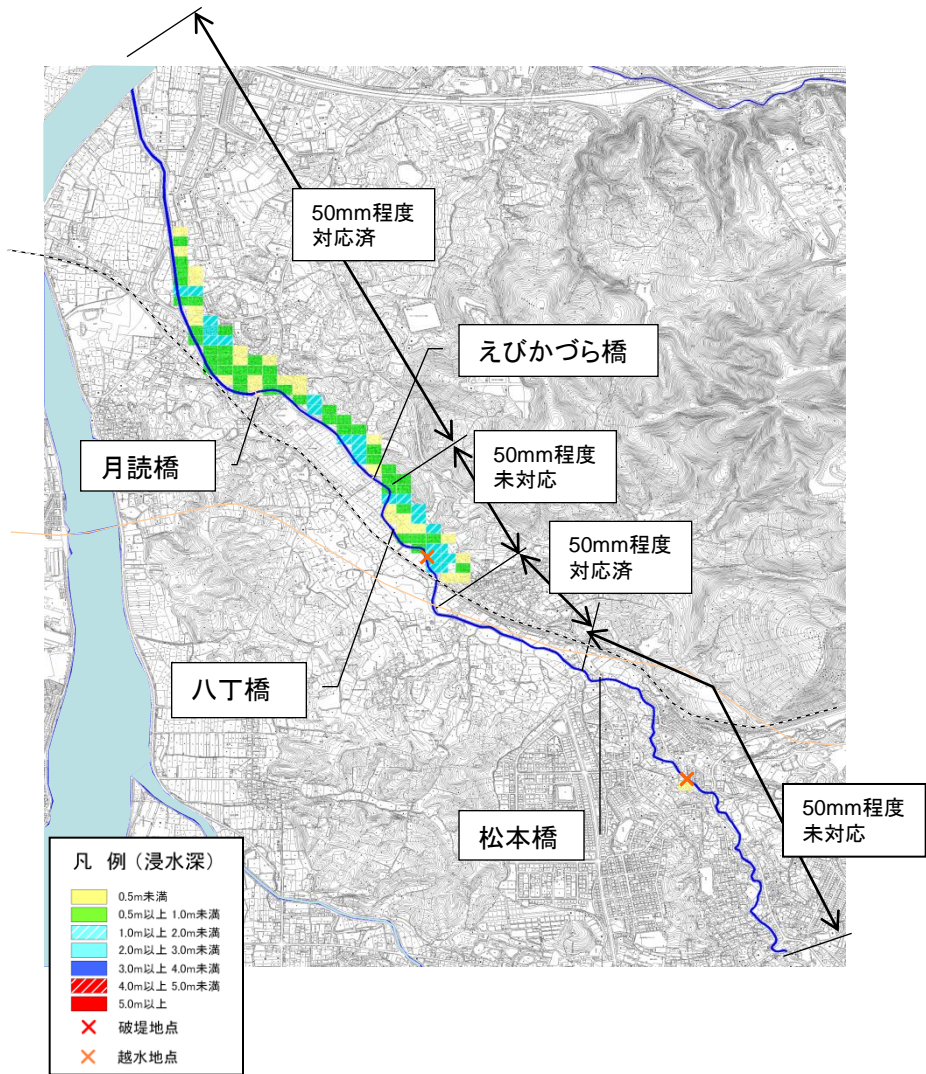 50mm程度
対応済
えびかづら橋
月読橋
50mm程度
未対応
50mm程度
対応済
八丁橋
松本橋
50mm程度
未対応
凡 例（浸水深）
0.5m未満
0.5m以上 1.0m未満
1.0m以上 2.0m未満
2.0m以上 3.0m未満
3.0m以上 4.0m未満
4.0m以上 5.0m未満
5.0m以上
破堤地点
越水地点